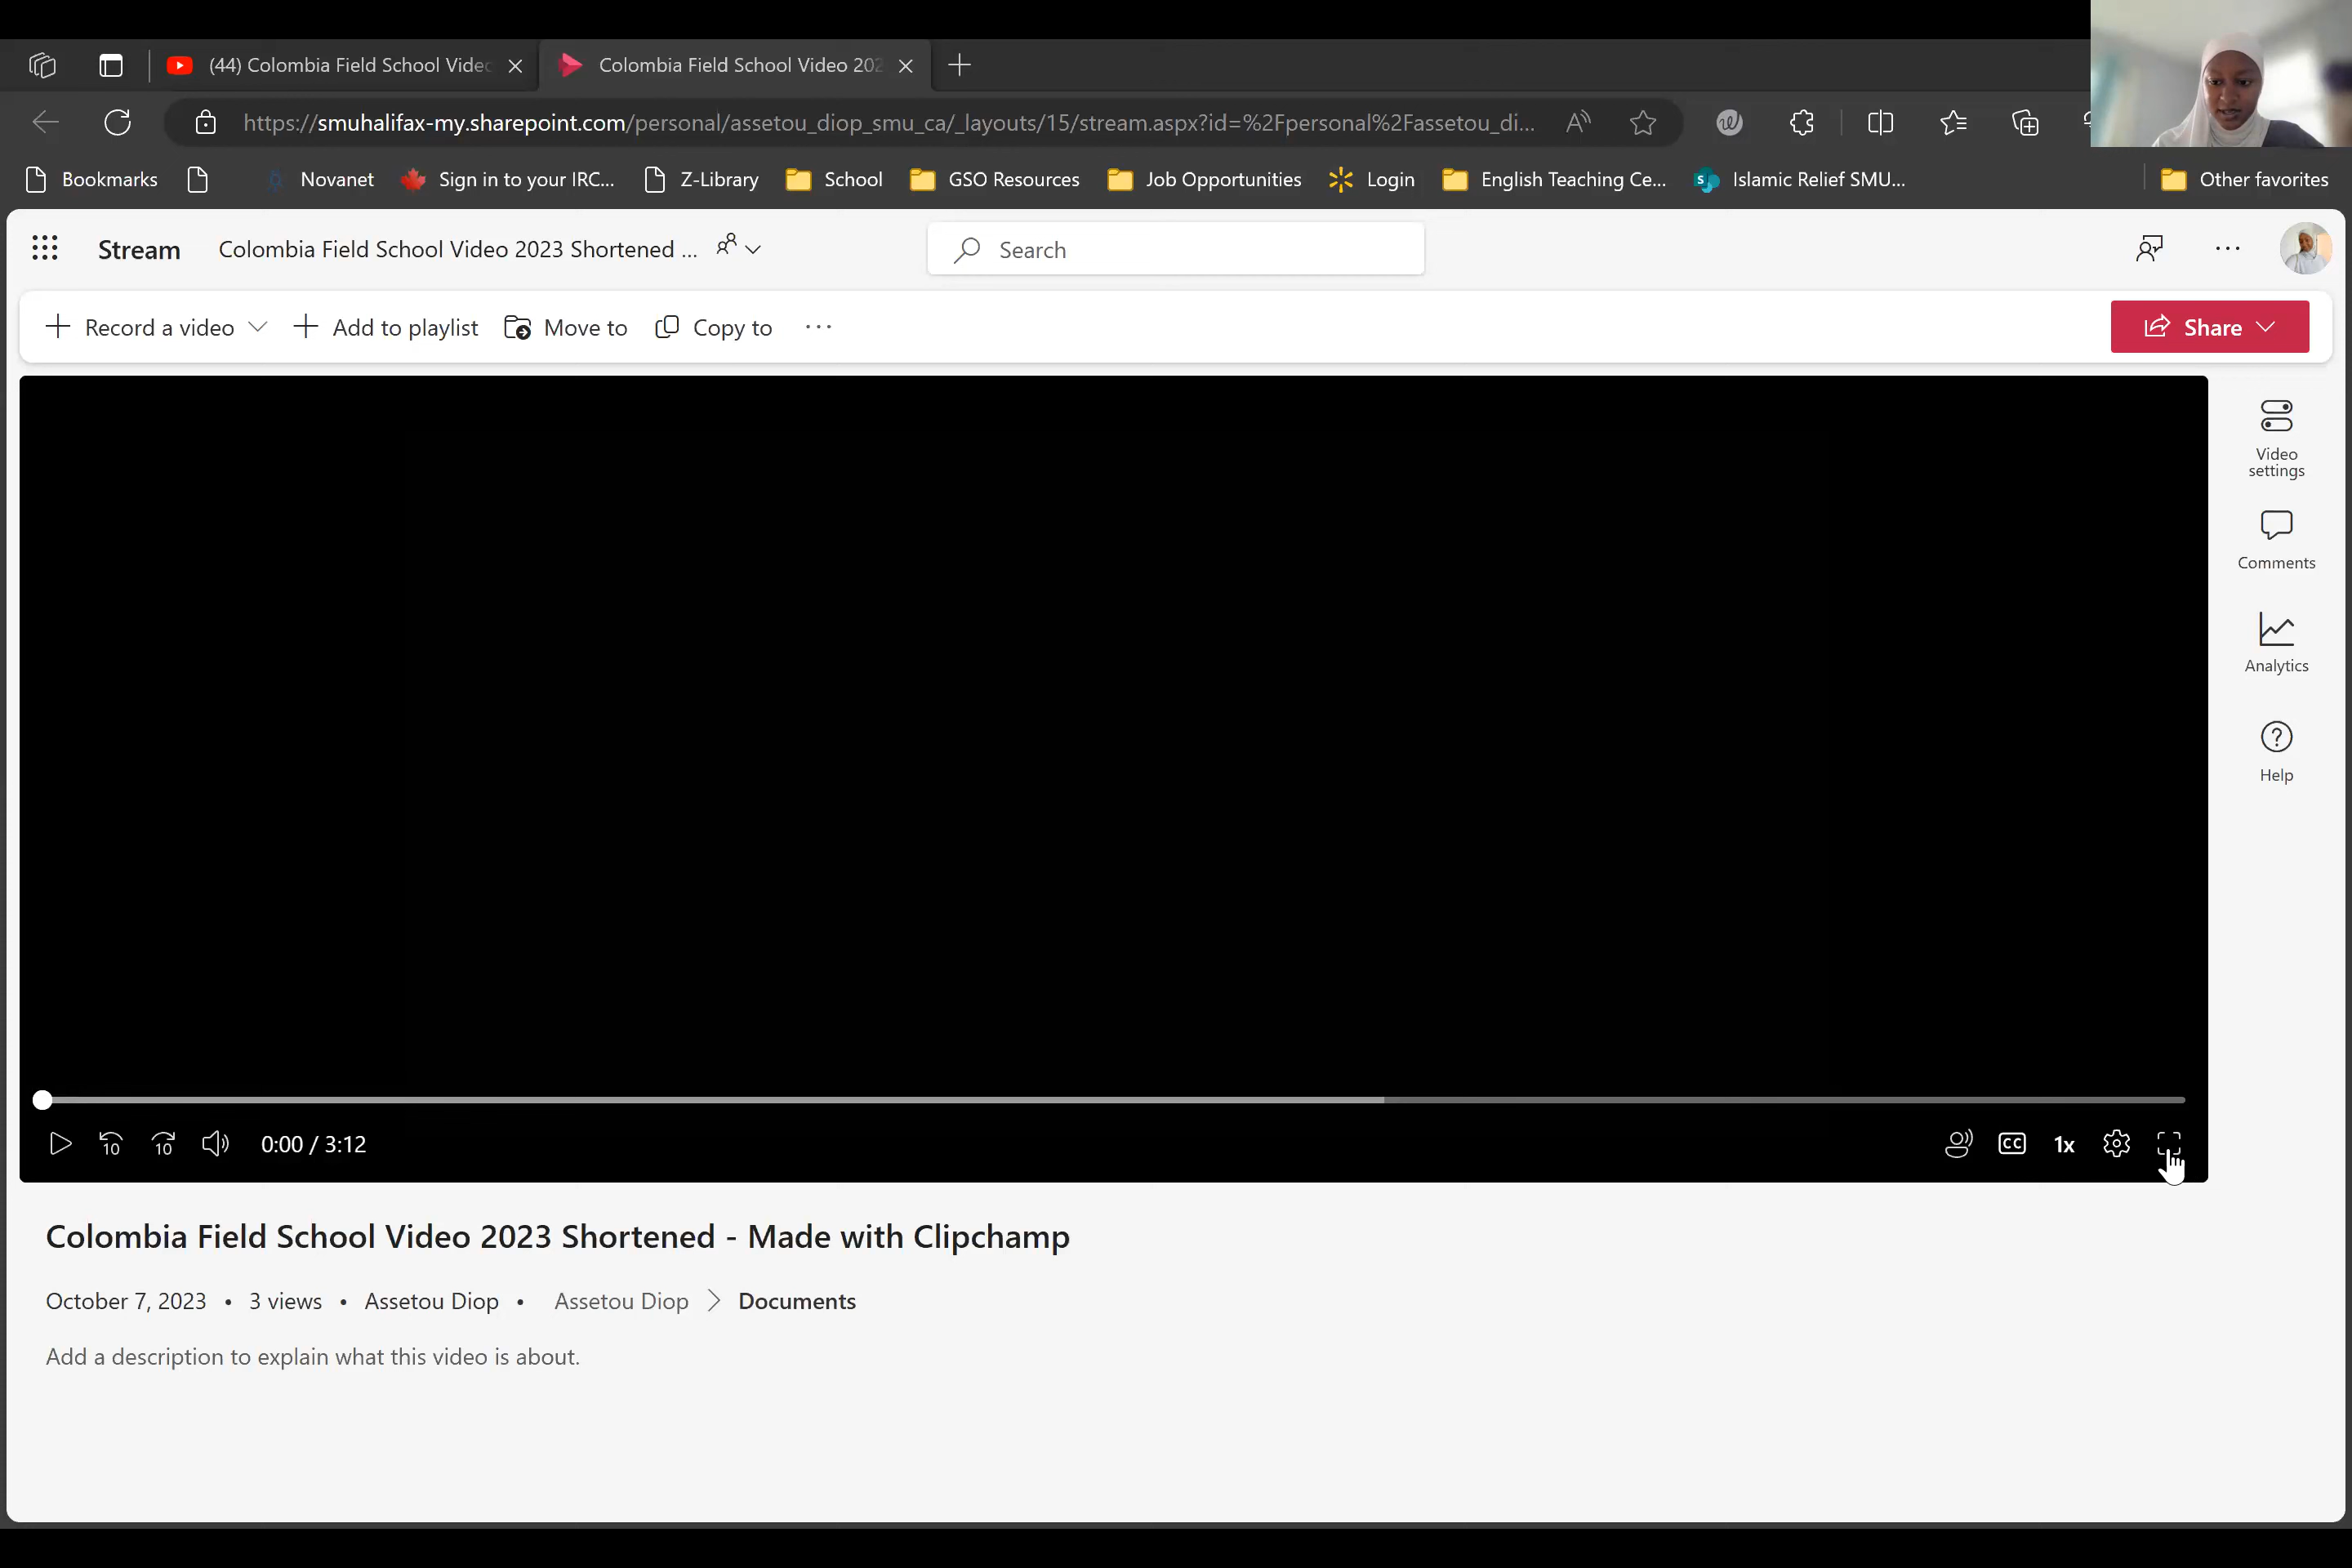 (44) Colombia Field School Videc
Colombia Field School Video 202
https://smuhalifax-my.sharepoint.com/personal/assetou_diop_smu_ca/_layouts/15/stream.aspx?id=%2Fpersonal%2Fassetou_di...
Bookmarks Novanet Sign in to your IRC... Z-Library School GSO Resources Job Opportunities Login English Teaching Ce... Islamic Relief SMU... Other favorites
Stream Colombia Field School Video 2023 Shortened ... Search
Record a video Add to playlist Move to Copy to Share
Video
settings
Comments
Analytics
Help
10 10 0:00 / 3:12 CC 1x
Colombia Field School Video 2023 Shortened - Made with Clipchamp
October 7, 2023 • 3 views • Assetou Diop • Assetou Diop > Documents
Add a description to explain what this video is about.